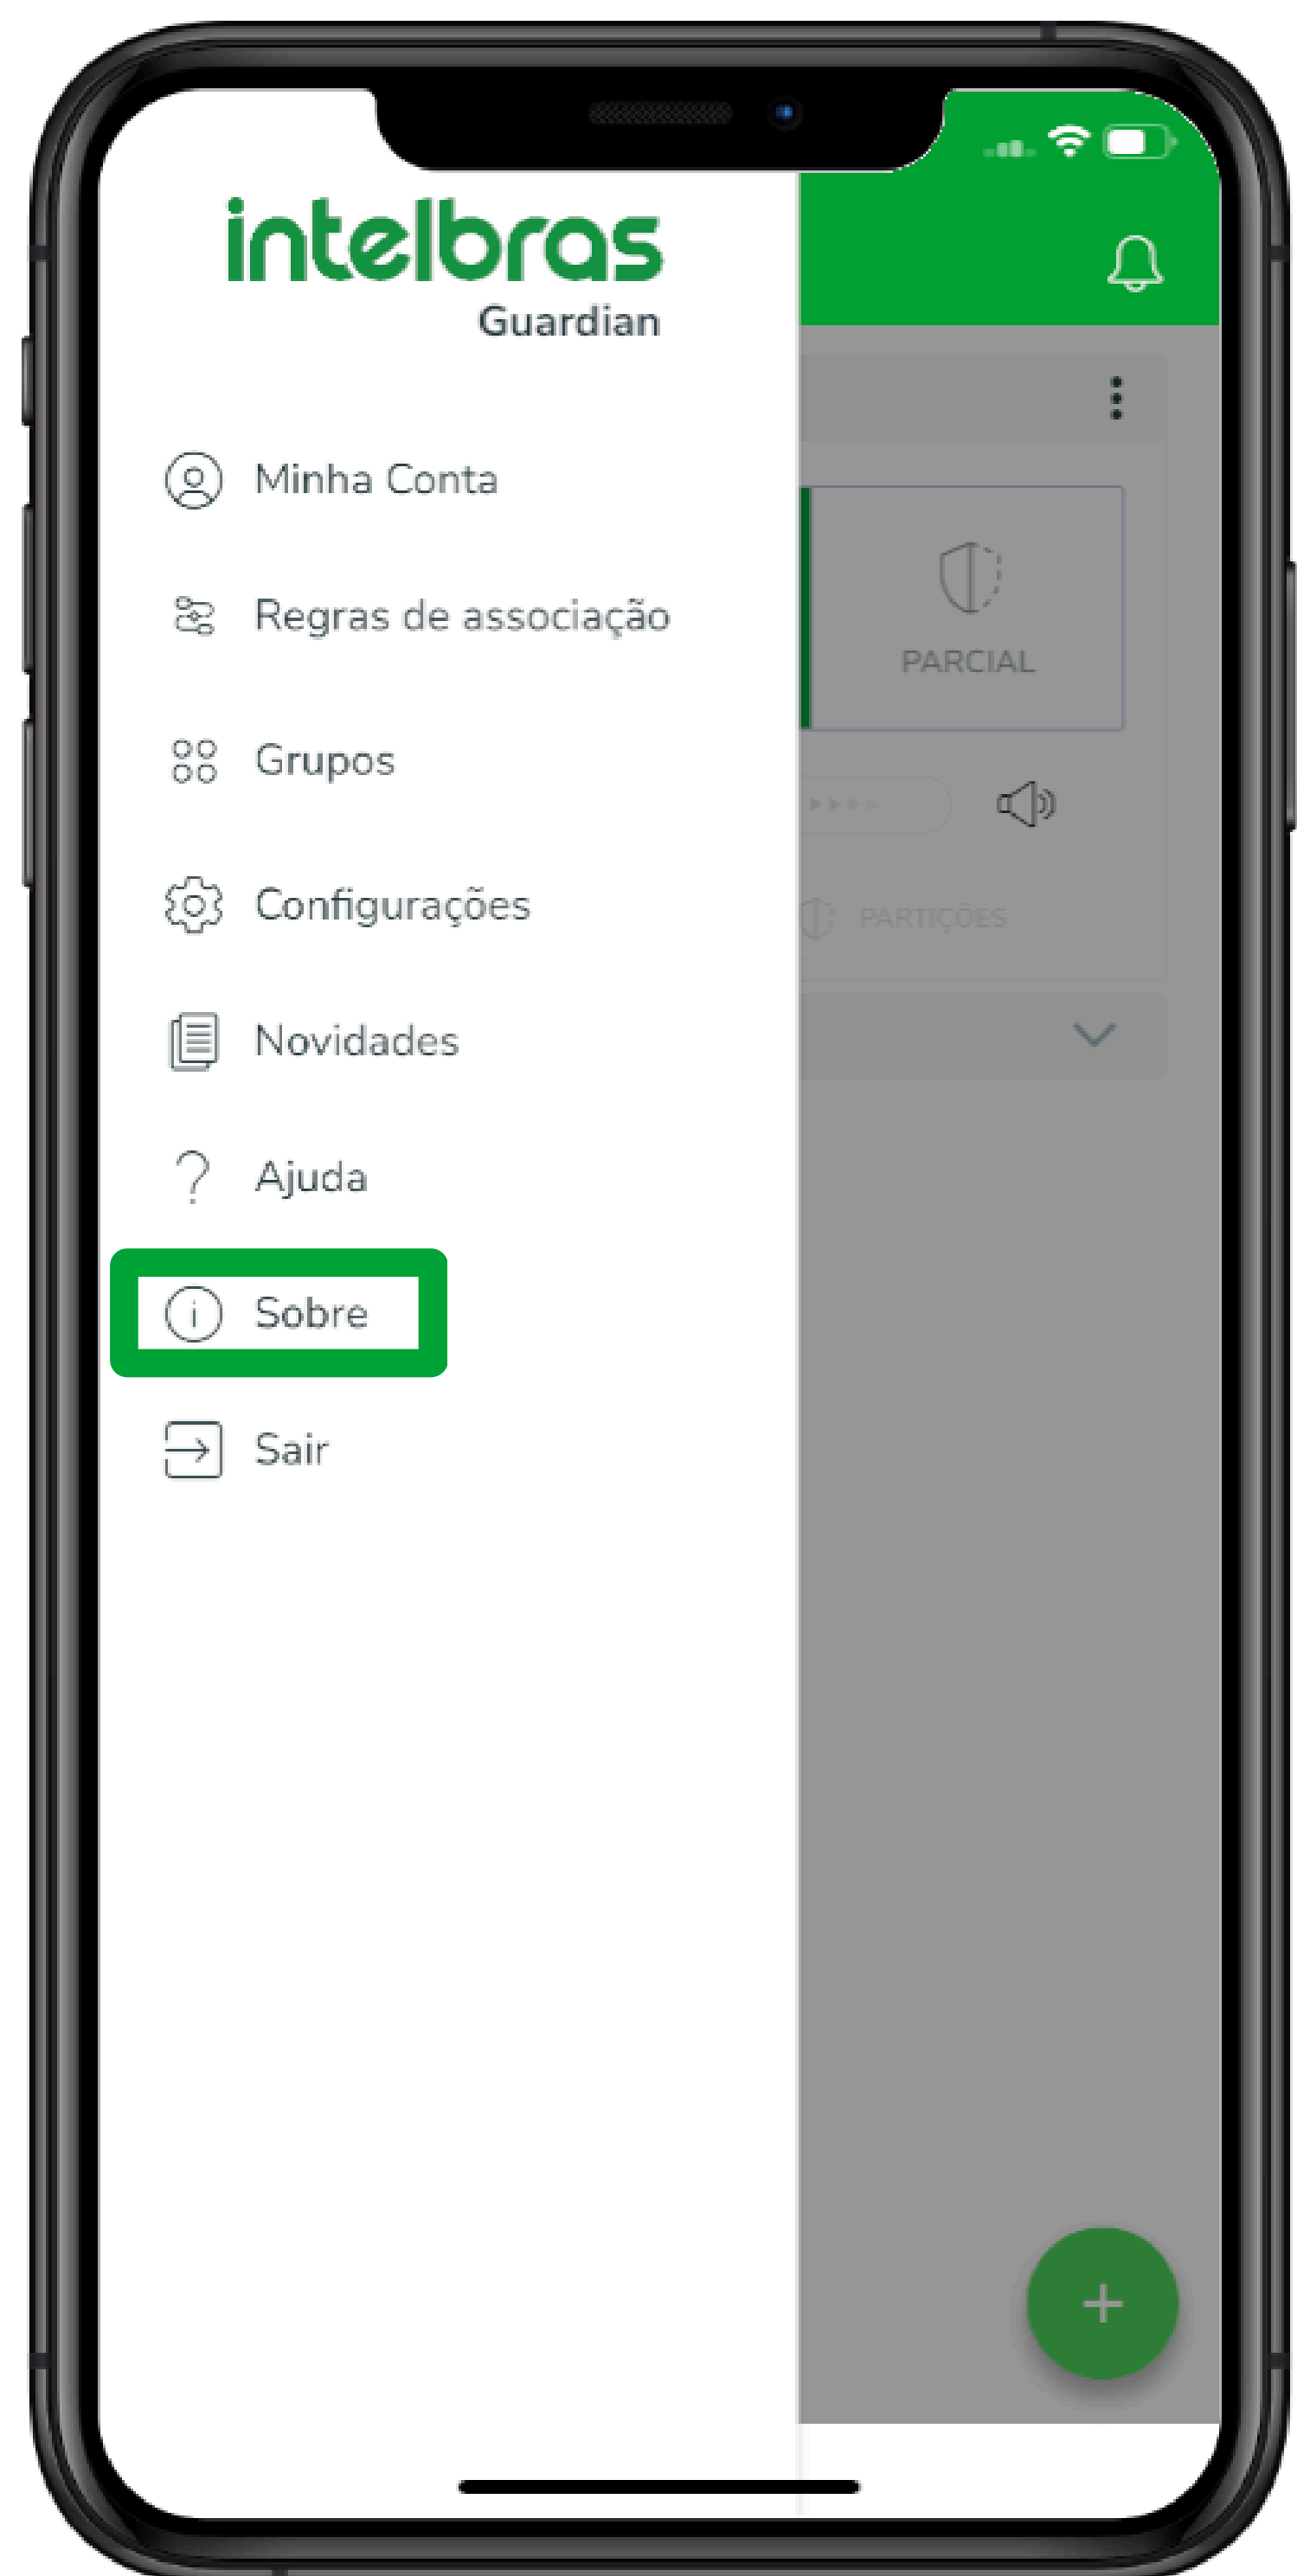 intelbras
Guardian
Minha Conta
Regras de associação
Grupos
Configurações
Novidades
Ajuda
Sobre
Sair
PARCIAL
PARTIÇÕES